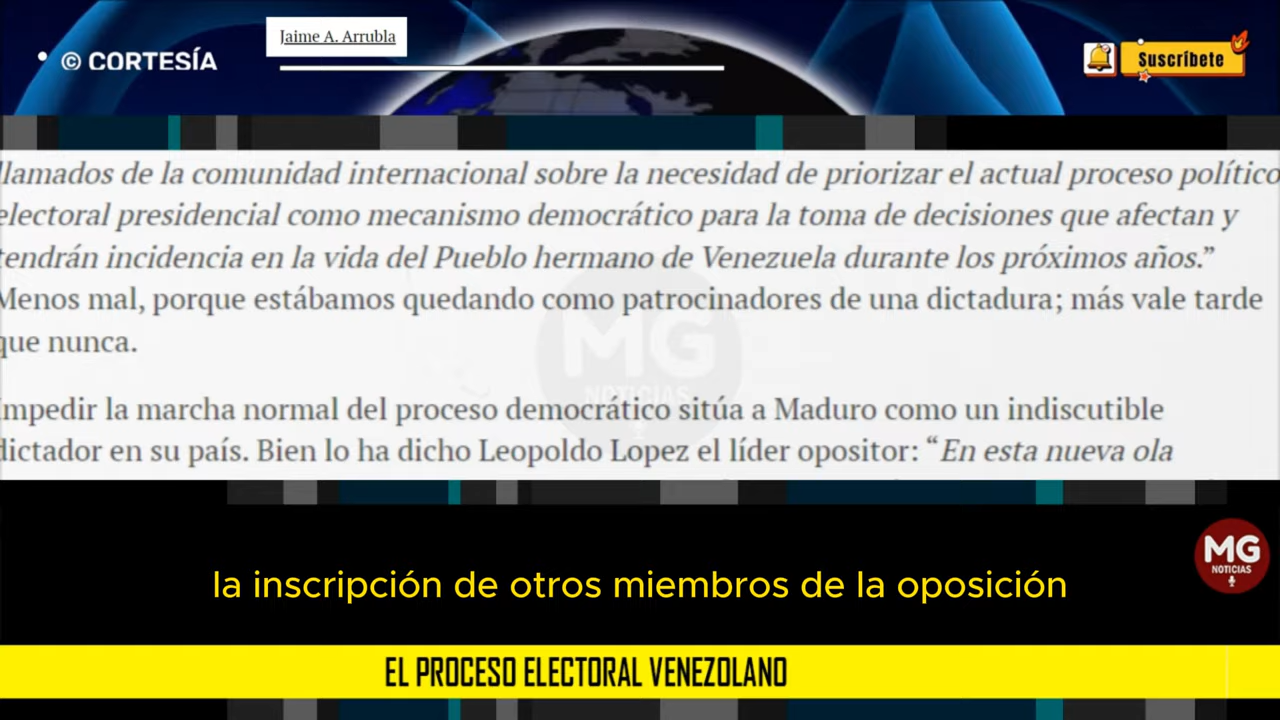 Jaime A. Arrubla
© CORTESÍA
Suscríbete
llamados de la comunidad internacional sobre la necesidad de priorizar el actual proceso político
electoral presidencial como mecanismo democrático para la toma de decisiones que afectan y
tendrán incidencia en la vida del Pueblo hermano de Venezuela durante los próximos años.”
Menos mal, porque estábamos quedando como patrocinadores de una dictadura; más vale tarde
que nunca.
MG
NOTICIAS
impedir la marcha normal del proceso democrático sitúa a Maduro como un indiscutible
dictador en su país. Bien lo ha dicho Leopoldo Lopez el líder opositor: “En esta nueva ola
MG
NOTICIAS
la inscripción de otros miembros de la oposición
EL PROCESO ELECTORAL VENEZOLANO